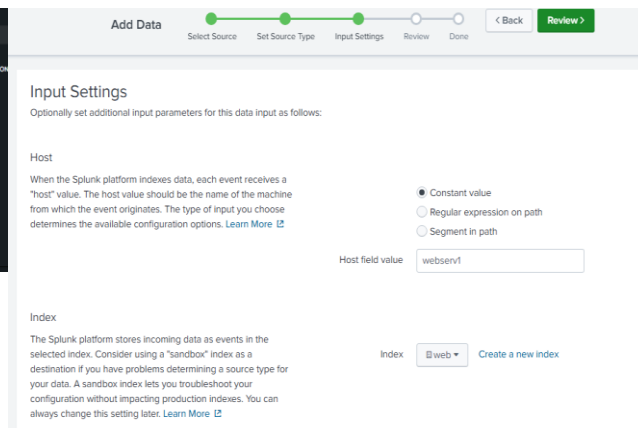 Add Data
Select Source
Set Source Type
Input Settings
Review
Done
< Back
Review >
ON
Input Settings
Optionally set additional input parameters for this data input as follows:
Host
When the Splunk platform indexes data, each event receives a
"host" value. The host value should be the name of the machine
from which the event originates. The type of input you choose
determines the available configuration options. Learn More
Constant value
Regular expression on path
Segment in path
Host field value
webserv1
Index
The Splunk platform stores incoming data as events in the
selected index. Consider using a "sandbox" index as a
destination if you have problems determining a source type for
your data. A sandbox index lets you troubleshoot your
configuration without impacting production indexes. You can
always change this setting later. Learn More
Index
web
Create a new index